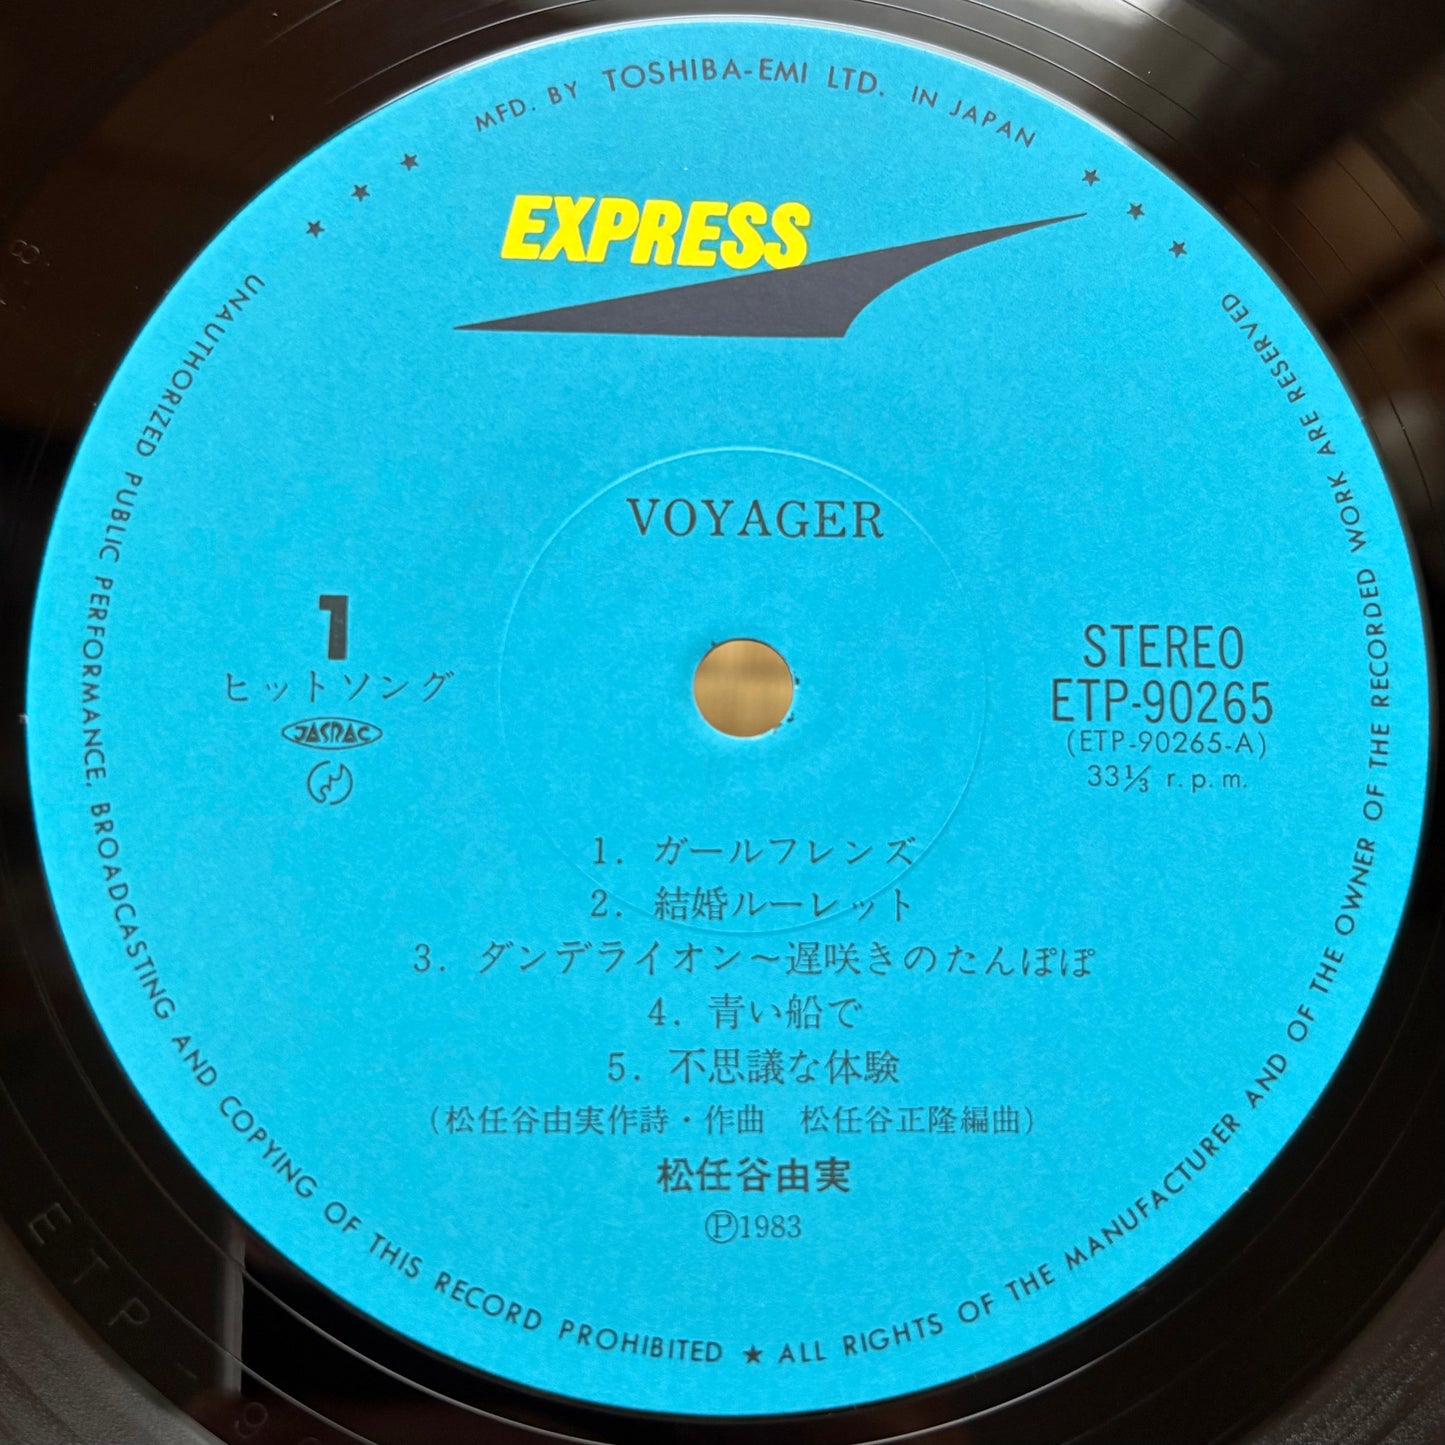 MFD. BY TOSHIBA-EMI LTD. IN JAPAN
EXPRESS
VOYAGER
1
ヒットソング
JASRAC
STEREO
ETP-90265
(ETP-90265-A)
33⅓ r.p.m.
1. ガールフレンズ
2. 結婚ルーレット
3. ダンデライオン～遅咲きのたんぽぽ
4. 青い船で
5. 不思議な体験
(松任谷由実作詩・作曲　松任谷正隆編曲)
松任谷由実
Ⓟ1983
UNAUTHORIZED PUBLIC PERFORMANCE, BROADCASTING AND COPYING OF THIS RECORD PROHIBITED ★ ALL RIGHTS OF THE MANUFACTURER AND OF THE OWNER OF THE RECORDED WORK ARE RESERVED